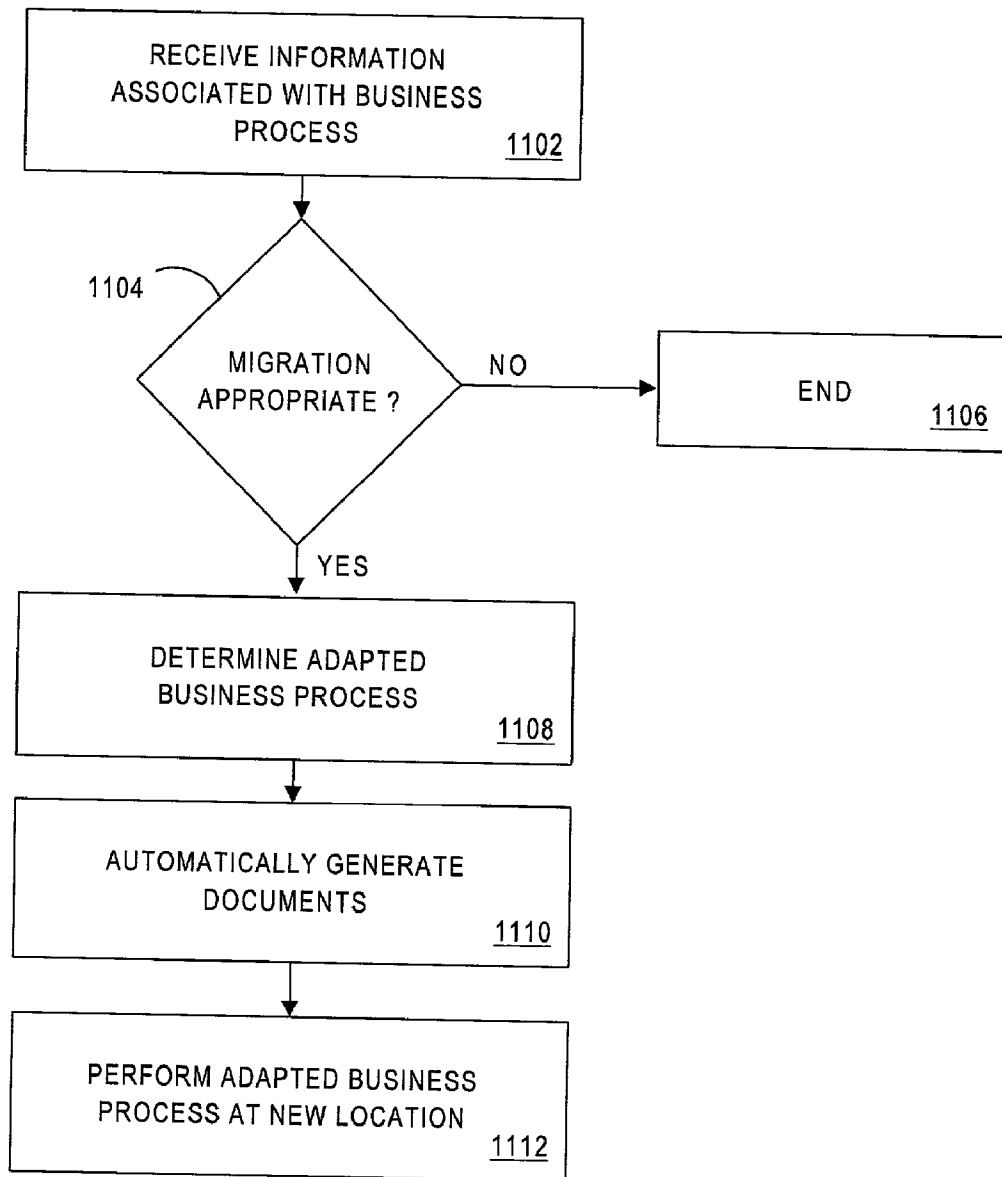 RECEIVE INFORMATION
ASSOCIATED WITH BUSINESS
PROCESS
1102
1104
MIGRATION
APPROPRIATE ?
NO
END
1106
YES
DETERMINE ADAPTED
BUSINESS PROCESS
1108
AUTOMATICALLY GENERATE
DOCUMENTS
1110
PERFORM ADAPTED BUSINESS
PROCESS AT NEW LOCATION
1112